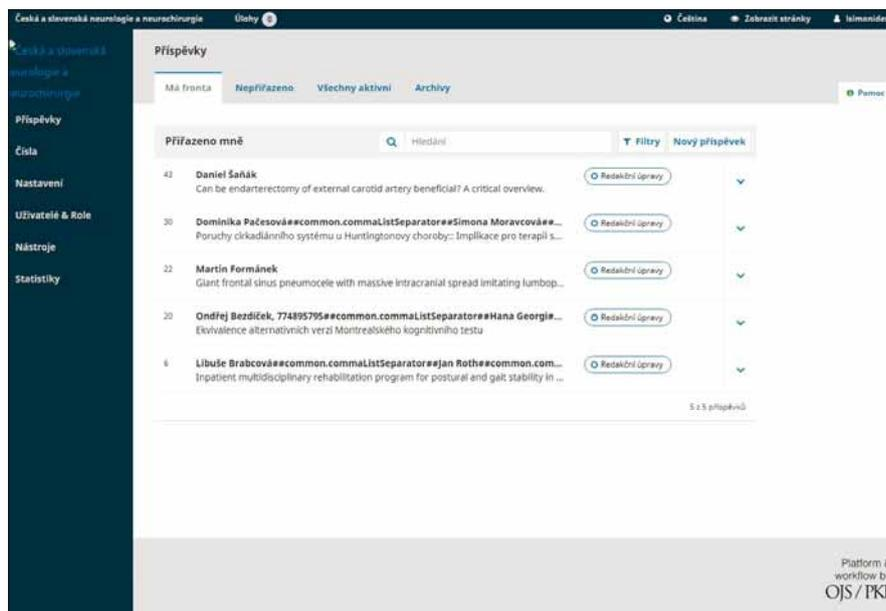 Česká a slovenská neurologie a neurochirurgie Úlohy 0 Čeština Zobrazit stránky
Česká a slovenská
neurologie a
neurochirurgie
Příspěvky
Čísla
Nastavení
Uživatelé & Role
Nástroje
Statistiky
Příspěvky
Má fronta Nepřiřazeno Všechny aktivní Archivy
Pomoc
Přiřazeno mně Hledání Filtry Nový příspěvek
42 Daniel Šaňák Redakční úpravy
Can be endarterectomy of external carotid artery beneficial? A critical overview.
30 Dominika Pačesová##common.commaListSeparator##Simona Moravcová##... Redakční úpravy
Poruchy cirkadiánního systému u Huntingtonovy choroby:: Implikace pro terapii s...
22 Martin Formánek Redakční úpravy
Giant frontal sinus pneumocele with massive intracranial spread imitating lumbop...
20 Ondřej Bezdíček, 774895795##common.commaListSeparator##Hana Georgi#... Redakční úpravy
Ekvivalence alternativních verzí Montrealského kognitivního testu
6 Libuše Brabcová##common.commaListSeparator##Jan Roth##common.com... Redakční úpravy
Inpatient multidisciplinary rehabilitation program for postural and gait stability in ...
5 z 5 příspěvků
Platform
workflow
OJS / PK